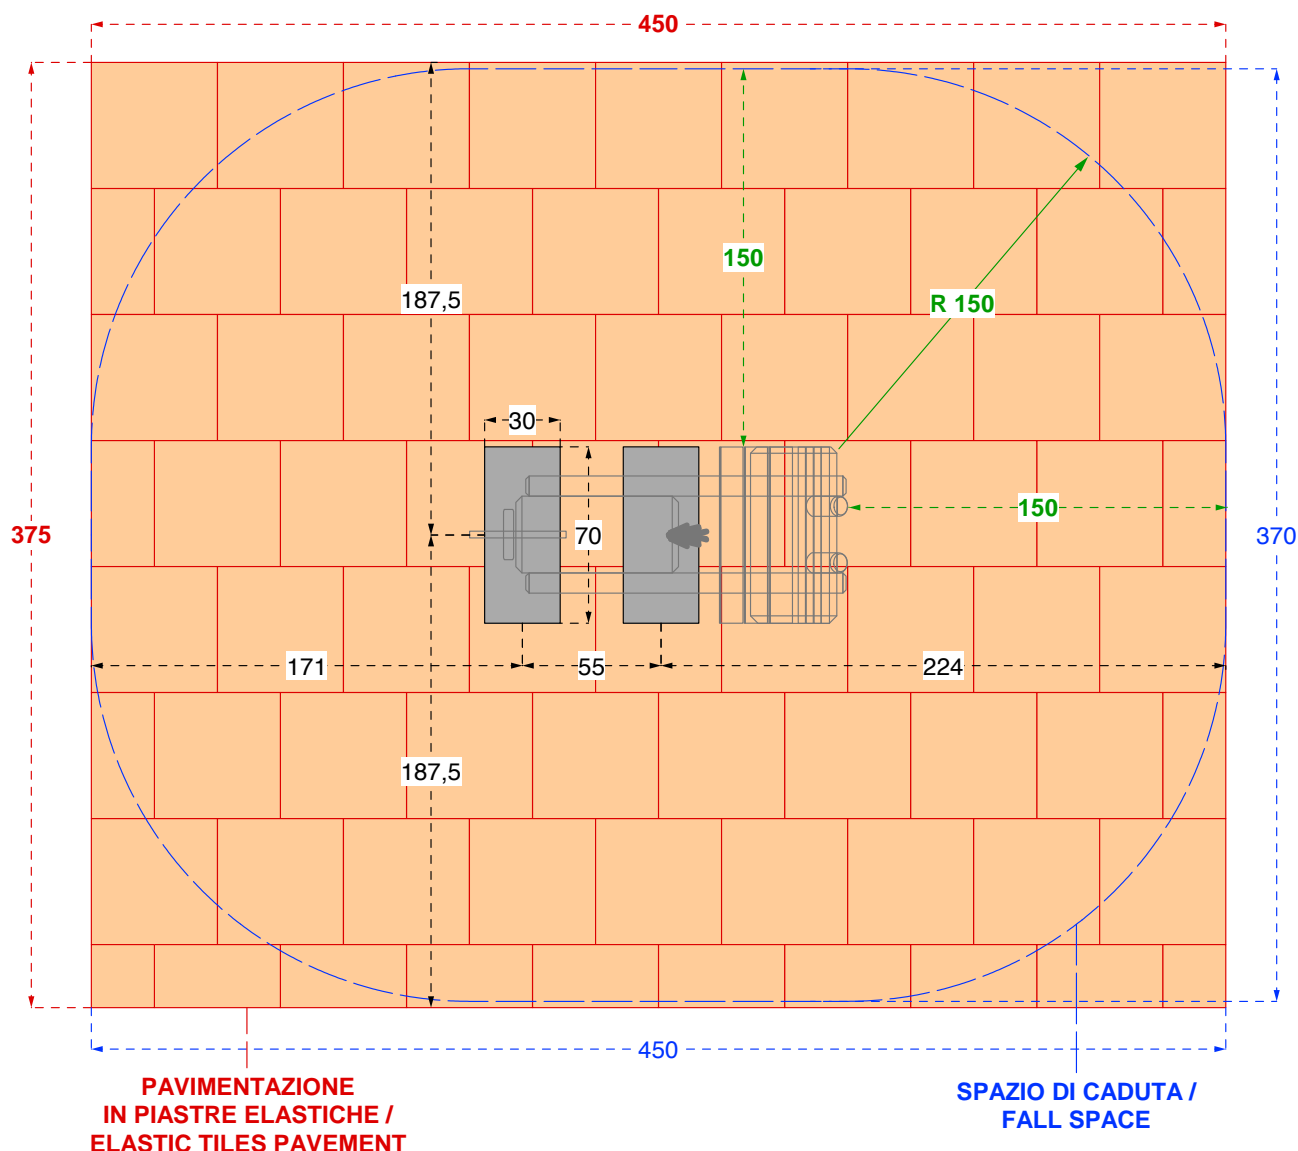 450
150
187,5
R 150
30
375
70
150
370
171
55
224
187,5
450
PAVIMENTAZIONE
IN PIASTRE ELASTICHE /
ELASTIC TILES PAVEMENT
SPAZIO DI CADUTA /
FALL SPACE